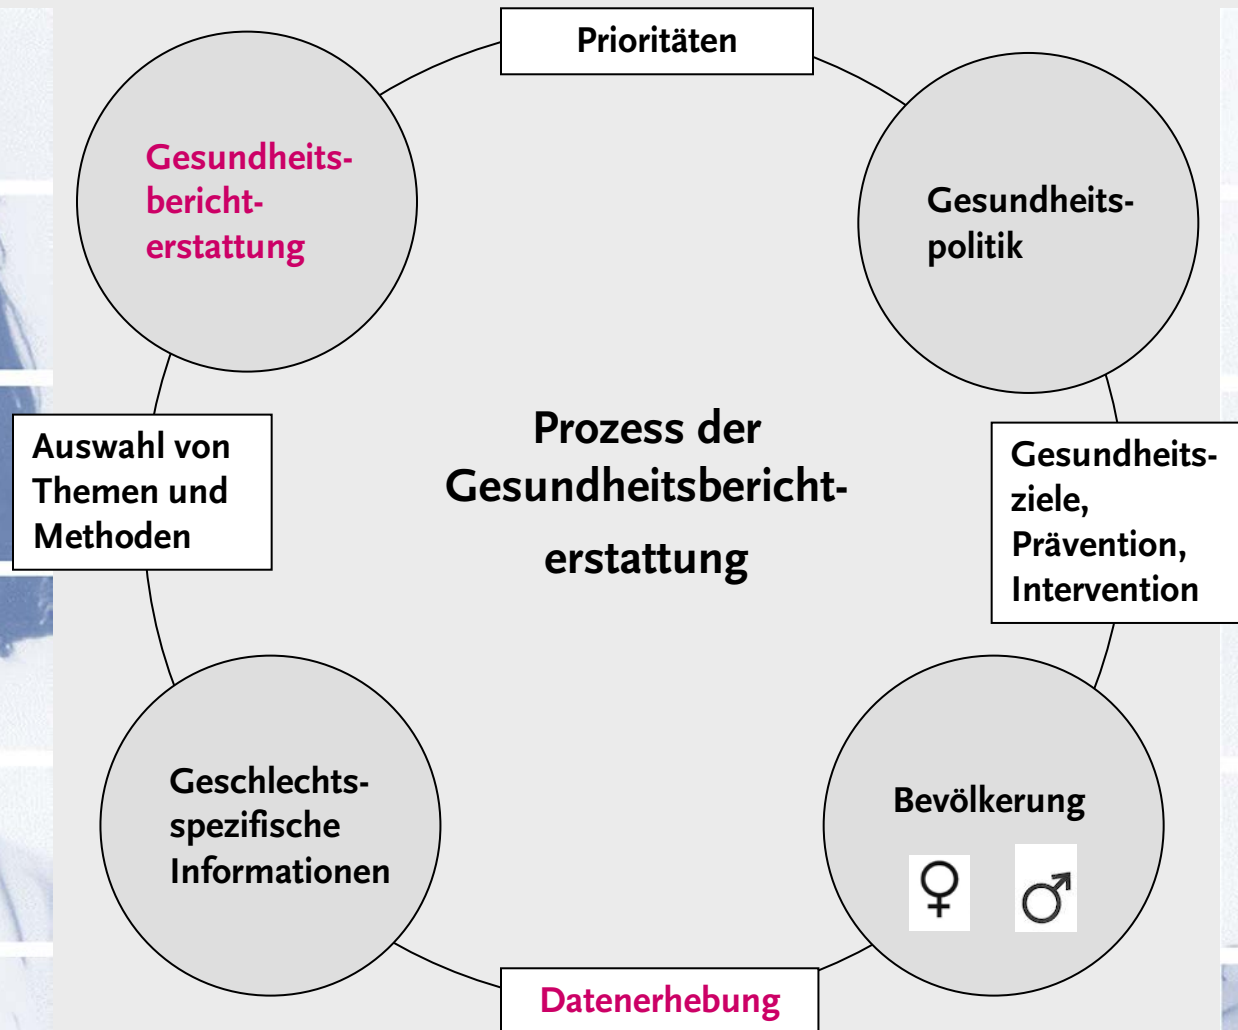 Prioritäten
Gesundheits-
bericht-
erstattung
Gesundheits-
politik
Auswahl von
Themen und
Methoden
Prozess der
Gesundheitsbericht-
erstattung
Gesundheits-
ziele,
Prävention,
Intervention
Geschlechts-
spezifische
Informationen
Bevölkerung
♀ ♂
Datenerhebung